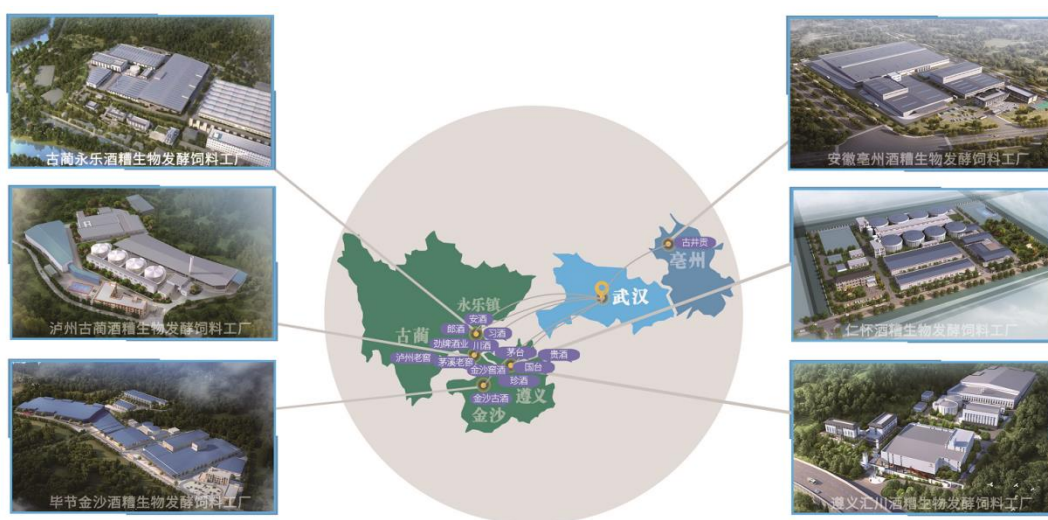 古蔺永乐酒糟生物发酵饲料工厂
泸州古蔺酒糟生物发酵饲料工厂
毕节金沙酒糟生物发酵饲料工厂
安徽亳州酒糟生物发酵饲料工厂
仁怀酒糟生物发酵饲料工厂
遵义汇川酒糟生物发酵饲料工厂
古井贡
亳州
武汉
永乐镇
安酒
郎酒
习酒
古蔺
劲牌酒业
川酒
茅台
贵酒
泸州老窖
茅溪老窖
金沙窖酒
国台
珍酒
遵义
金沙古酒
金沙